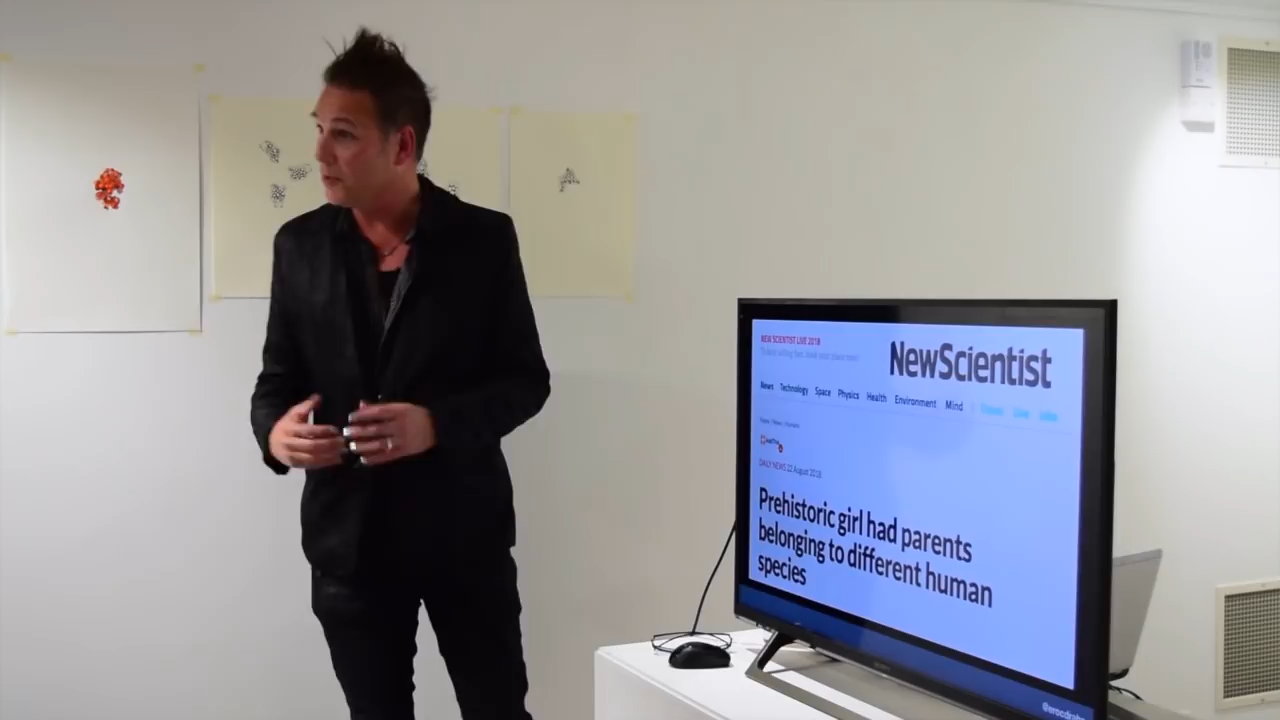 NEW SCIENTIST LIVE 2018
NewScientist
News Technology Space Physics Health Environment Mind
DAILY NEWS 22 August 2018
Prehistoric girl had parents
belonging to different human
species